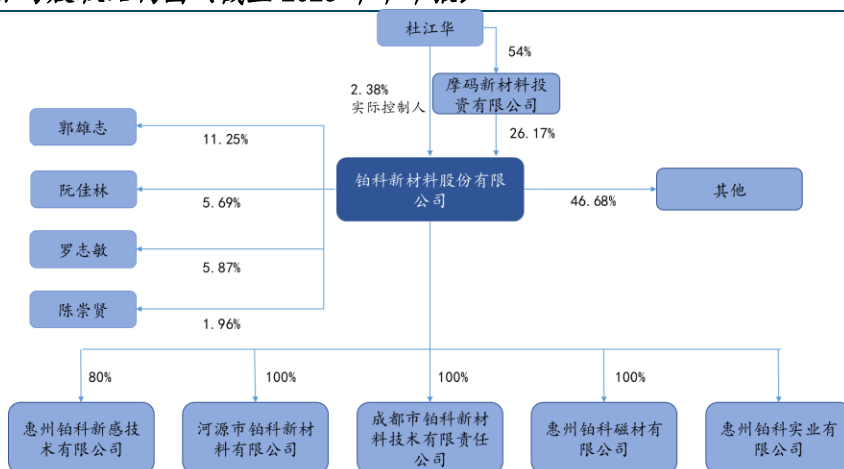 杜江华
54%
2.38%
实际控制人
摩码新材料投
资有限公司
26.17%
郭雄志
11.25%
阮佳林
5.69%
罗志敏
5.87%
陈崇贤
1.96%
铂科新材料股份有限
公司
46.68%
其他
80%
100%
100%
100%
惠州铂科新感技
术有限公司
河源市铂科新材
料有限公司
成都市铂科新材
料技术有限责任
公司
惠州铂科磁材有
限公司
惠州铂科实业有
限公司